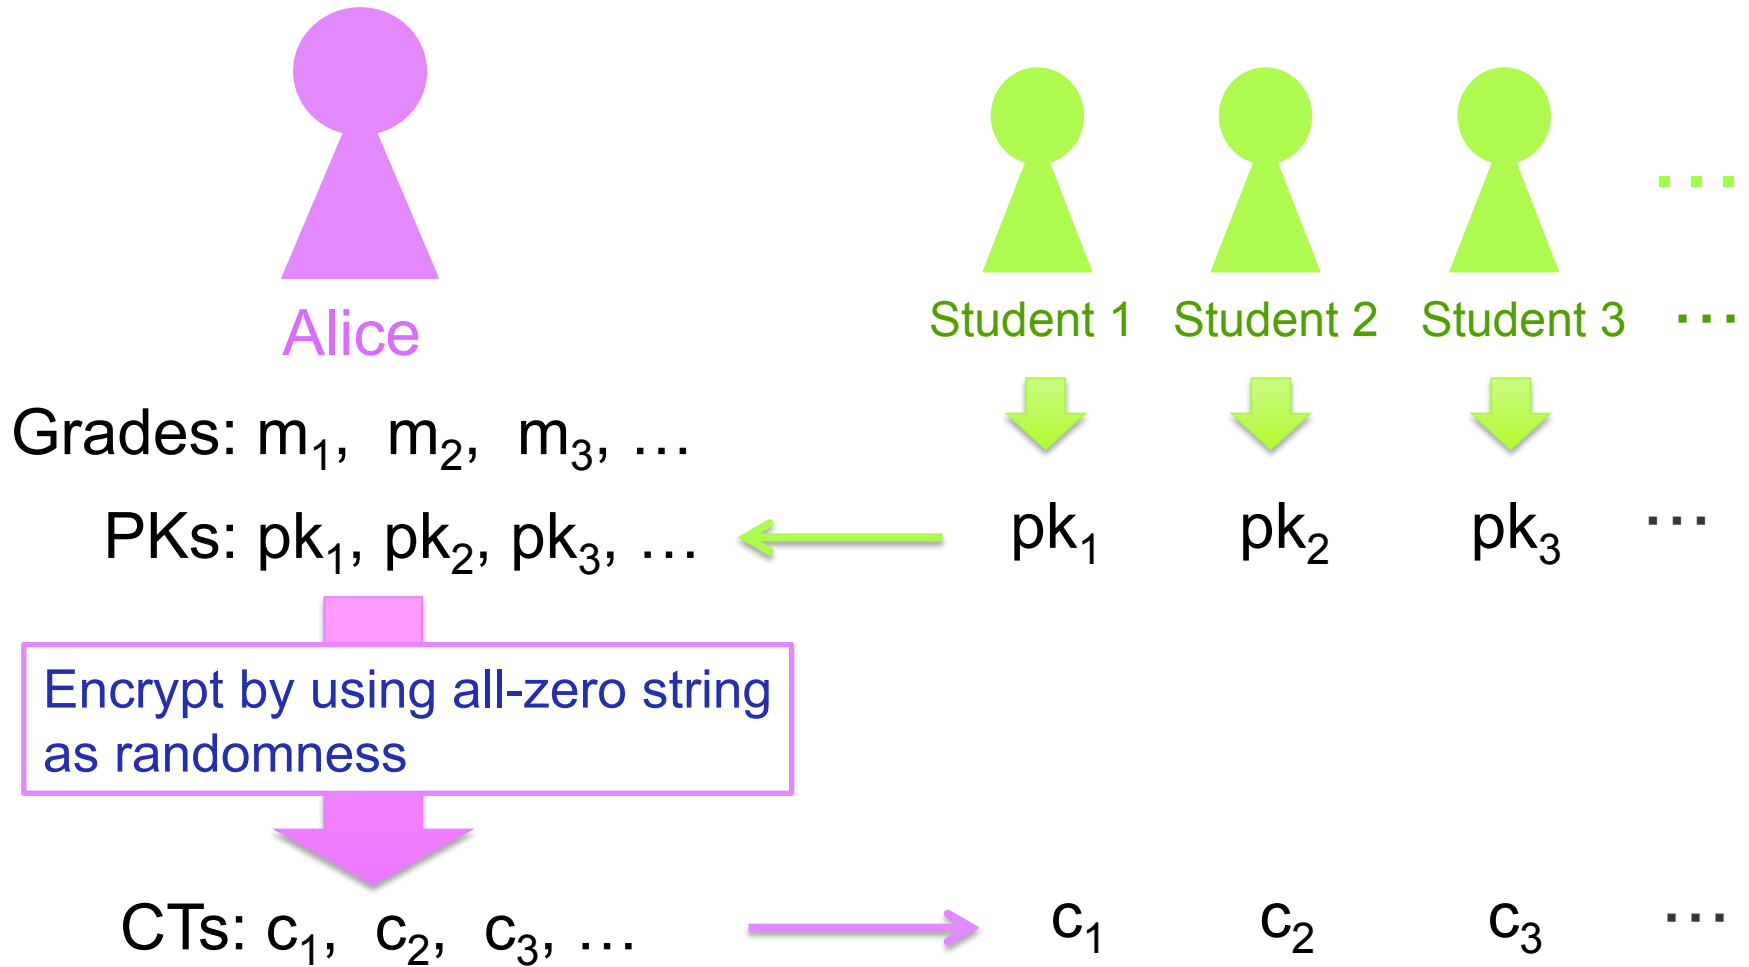 Alice
Student 1 Student 2 Student 3 ...
Grades: m₁, m₂, m₃, ...
PKs: pk₁, pk₂, pk₃, ... pk₁ pk₂ pk₃ ...
Encrypt by using all-zero string
as randomness
CTs: c₁, c₂, c₃, ... c₁ c₂ c₃ ...